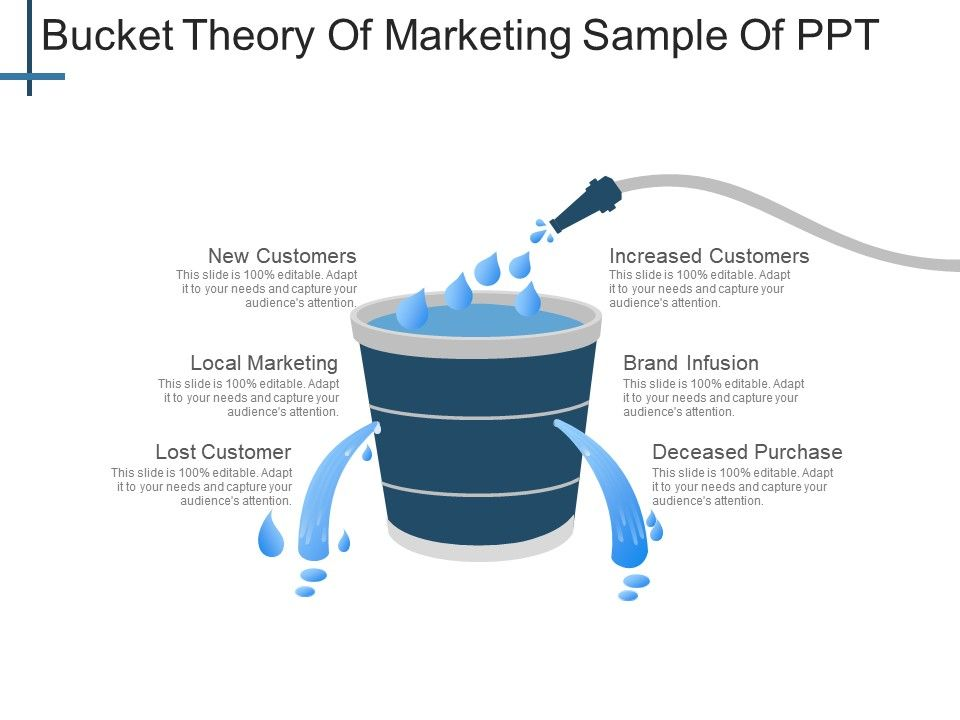 Bucket Theory Of Marketing Sample Of PPT
New Customers
This slide is 100% editable. Adapt
it to your needs and capture your
audience's attention.
Increased Customers
This slide is 100% editable. Adapt
it to your needs and capture your
audience's attention.
Local Marketing
This slide is 100% editable. Adapt
it to your needs and capture your
audience's attention.
Brand Infusion
This slide is 100% editable. Adapt
it to your needs and capture your
audience's attention.
Lost Customer
This slide is 100% editable. Adapt
it to your needs and capture your
audience's attention.
Deceased Purchase
This slide is 100% editable. Adapt
it to your needs and capture your
audience's attention.